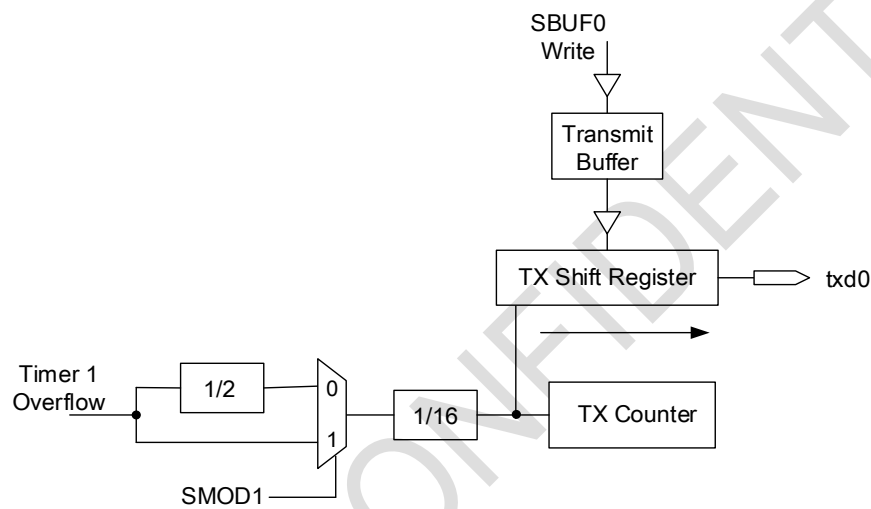 SBUF0
Write
Transmit
Buffer
TX Shift Register
txd0
Timer 1
Overflow
1/2
0
1
1/16
TX Counter
SMOD1
ONFIDENT